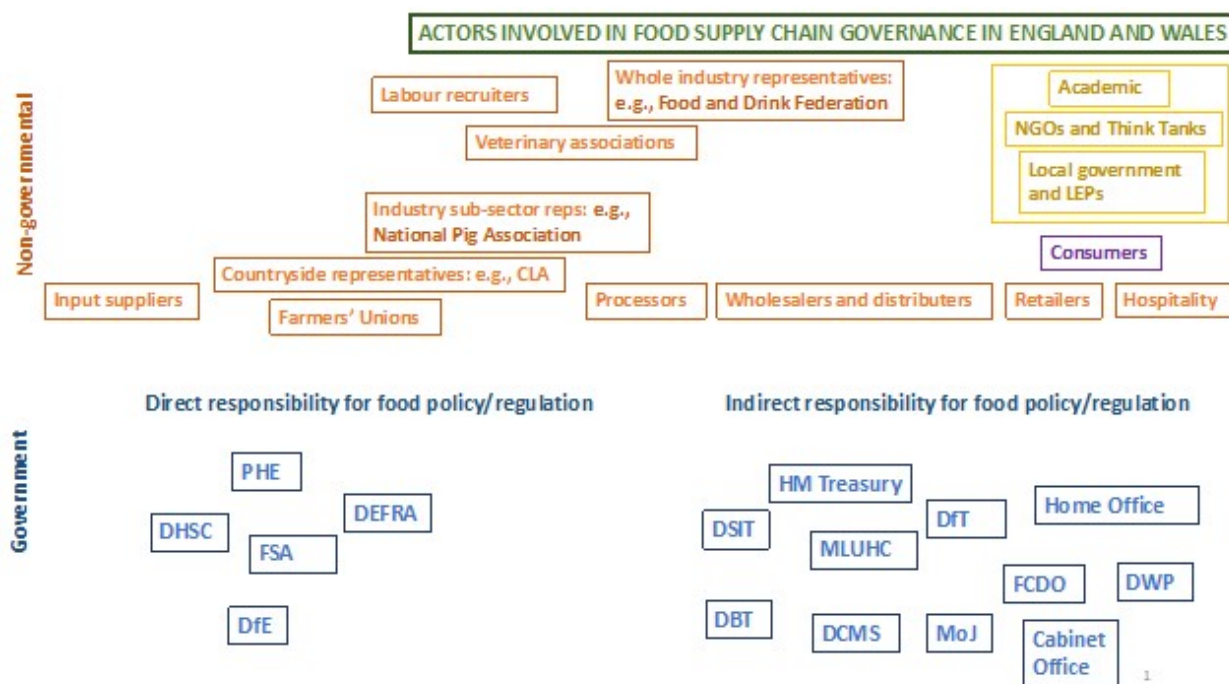 ACTORS INVOLVED IN FOOD SUPPLY CHAIN GOVERNANCE IN ENGLAND AND WALES
Non-governmental
Labour recruiters
Whole industry representatives:
e.g., Food and Drink Federation
Veterinary associations
Academic
NGOs and Think Tanks
Local government
and LEPs
Industry sub-sector reps: e.g.,
National Pig Association
Consumers
Countryside representatives: e.g., CLA
Input suppliers
Farmers' Unions
Processors
Wholesalers and distributers
Retailers
Hospitality
Government
Direct responsibility for food policy/regulation
PHE
DEFRA
DHSC
FSA
DfE
Indirect responsibility for food policy/regulation
HM Treasury
Home Office
DSIT
DfT
MLUHC
FCDO
DWP
DBT
DCMS
MoJ
Cabinet
Office
1